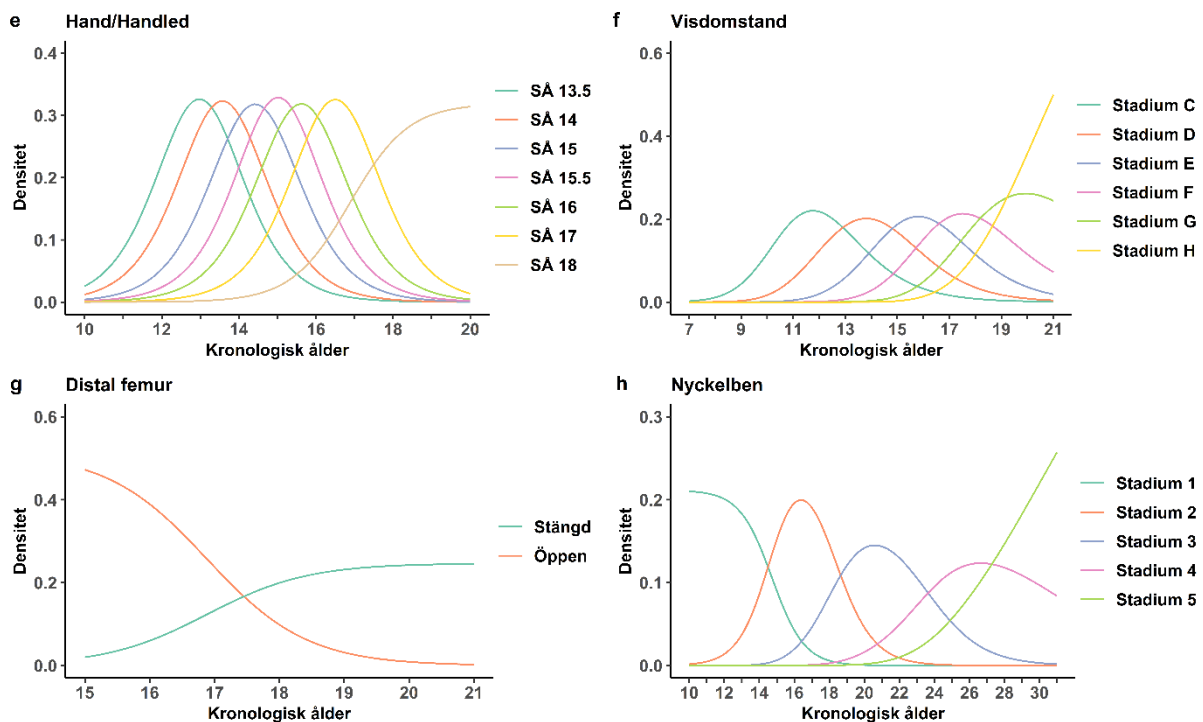 e Hand/Handled
0.4
0.3
0.2
0.1
0.0
Densitet
10 12 14 16 18 20
Kronologisk ålder
SÅ 13.5
SÅ 14
SÅ 15
SÅ 15.5
SÅ 16
SÅ 17
SÅ 18
f Visdomstand
0.6
0.4
0.2
0.0
Densitet
7 9 11 13 15 17 19 21
Kronologisk ålder
Stadium C
Stadium D
Stadium E
Stadium F
Stadium G
Stadium H
g Distal femur
0.6
0.4
0.2
0.0
Densitet
15 16 17 18 19 20 21
Kronologisk ålder
Stängd
Öppen
h Nyckelben
0.3
0.2
0.1
0.0
Densitet
10 12 14 16 18 20 22 24 26 28 30
Kronologisk ålder
Stadium 1
Stadium 2
Stadium 3
Stadium 4
Stadium 5